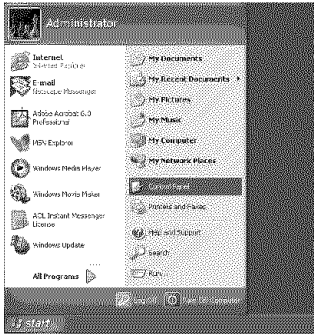 Administrator
Internet
Internet Explorer
E-mail
Netscape Messenger
Adobe Acrobat 6.0
Professional
MSN Explorer
Windows Media Player
Windows Movie Maker
ACL Instant Messenger
License
Windows Update
All Programs
My Documents
My Recent Documents
My Pictures
My Music
My Computer
My Network Places
Control Panel
Printers and Faxes
Help and Support
Search
Run...
Log Off
Turn Off Computer
start